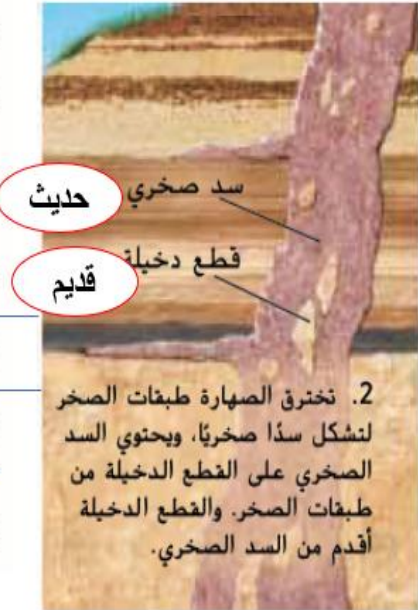 سد صخري
حديث
قطع دخيلة
قديم
2. تخترق الصهارة طبقات الصخر
لتشكل سدًا صخريًا، ويحتوي السد
الصخري على القطع الدخيلة من
طبقات الصخر. والقطع الدخيلة
أقدم من السد الصخري.